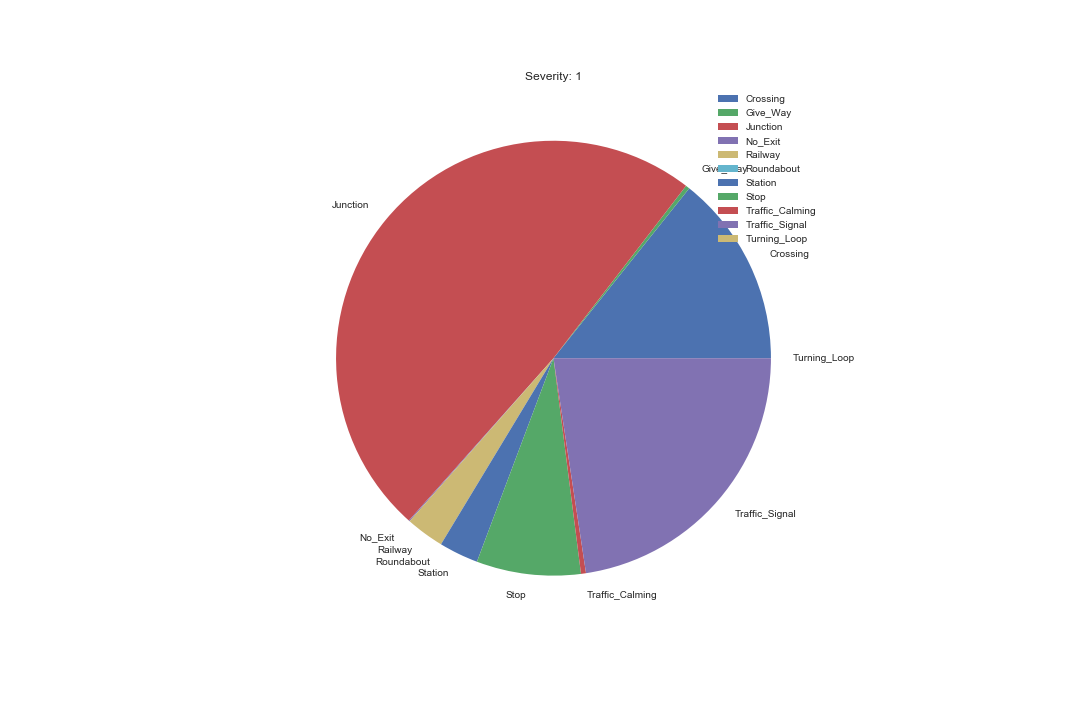 Severity: 1
Crossing
Give_Way
Junction
No_Exit
Railway
Roundabout
Station
Stop
Traffic_Calming
Traffic_Signal
Turning_Loop
Give_Way
Junction
Crossing
Turning_Loop
Traffic_Signal
No_Exit
Railway
Roundabout
Station
Stop
Traffic_Calming